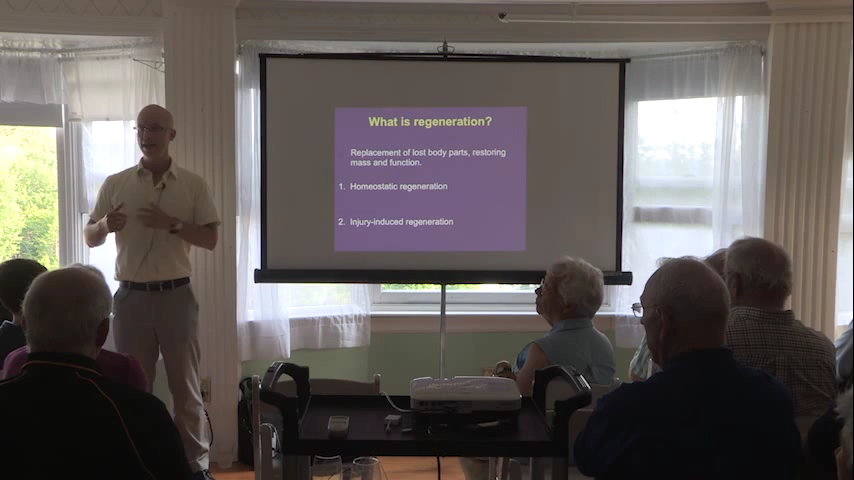 What is regeneration?
Replacement of lost body parts, restoring
mass and function.
1. Homeostatic regeneration
2. Injury-induced regeneration